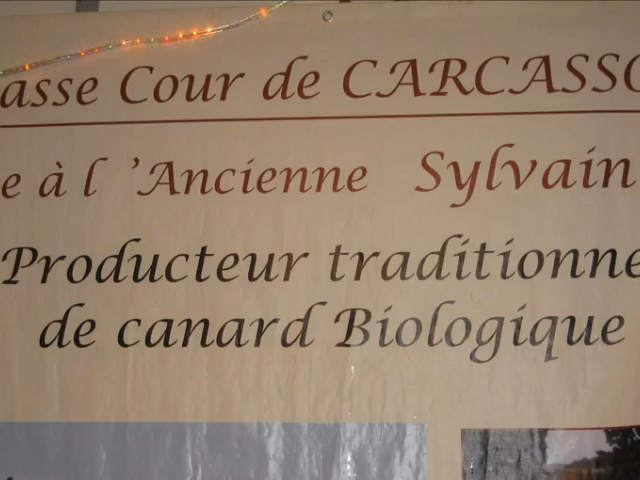 asse Cour de CARCASSO
e à l 'Ancienne Sylvain
Producteur traditionne
de canard Biologique